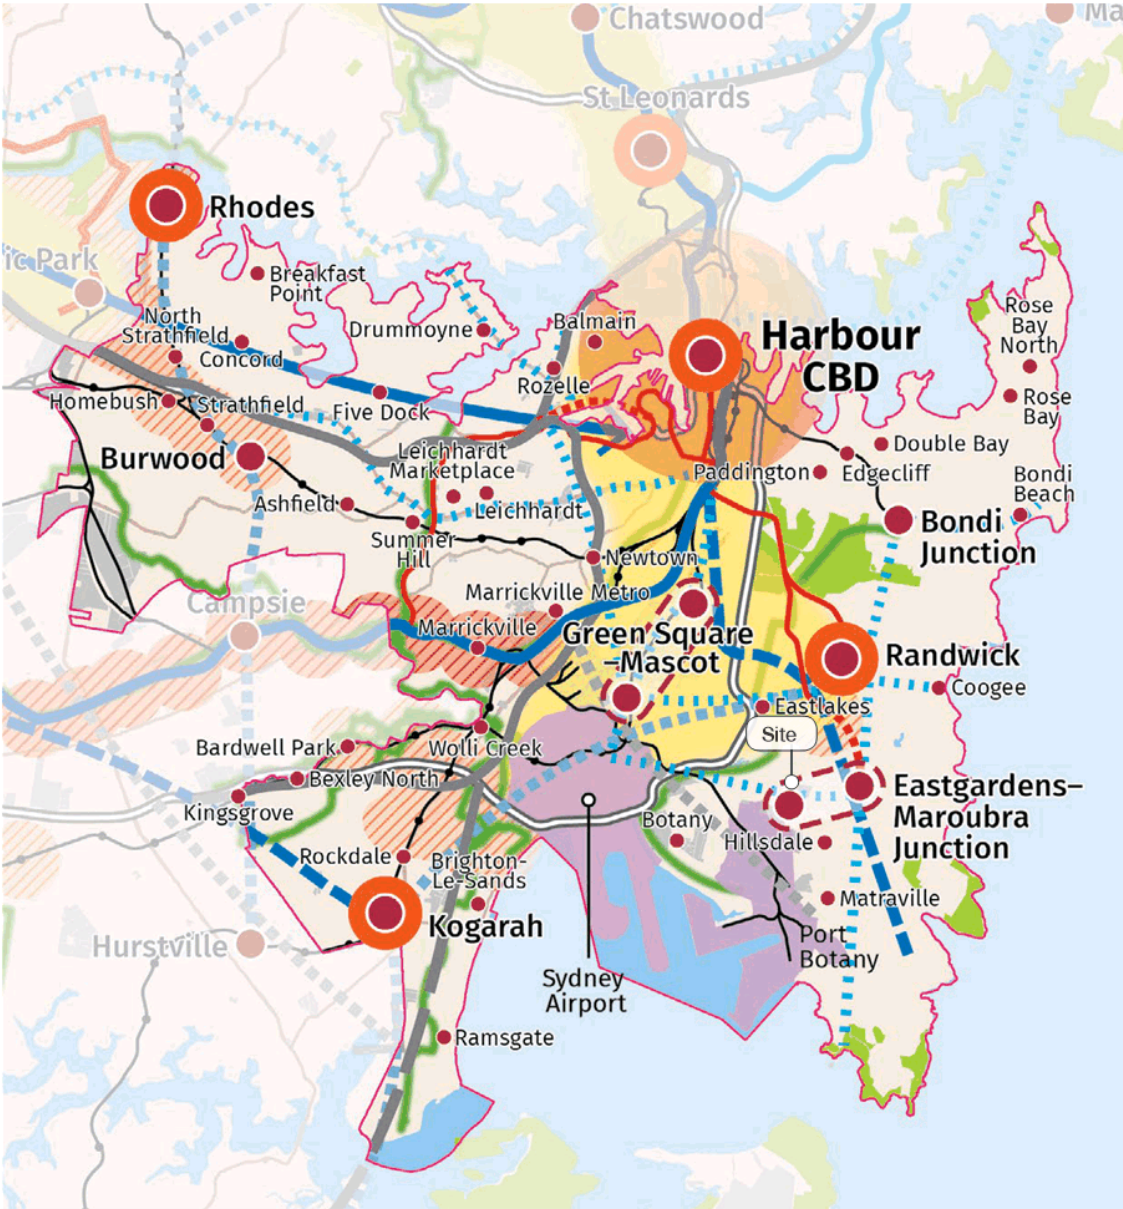 Chatswood
Ma
St Leonards
Rhodes
ic Park
Breakfast
Point
North
Strathfield
Concord
Drummoyne
Balmain
Harbour
CBD
Rose
Bay
North
Rozelle
Homebush
Strathfield
Five Dock
Rose
Bay
Burwood
Leichhardt
Marketplace
Paddington
Edgecliff
Double Bay
Bondi
Beach
Ashfield
Leichhardt
Bondi
Junction
Summer
Hill
Newtown
Marrickville Metro
Campsie
Marrickville
Green Square
–Mascot
Randwick
Coogee
Eastlakes
Site
Bardwell Park
Wolli Creek
Bexley North
Kingsgrove
Eastgardens–
Maroubra
Junction
Botany
Hillsdale
Rockdale
Brighton-
Le-Sands
Matraville
Kogarah
Hurstville
Port
Botany
Sydney
Airport
Ramsgate